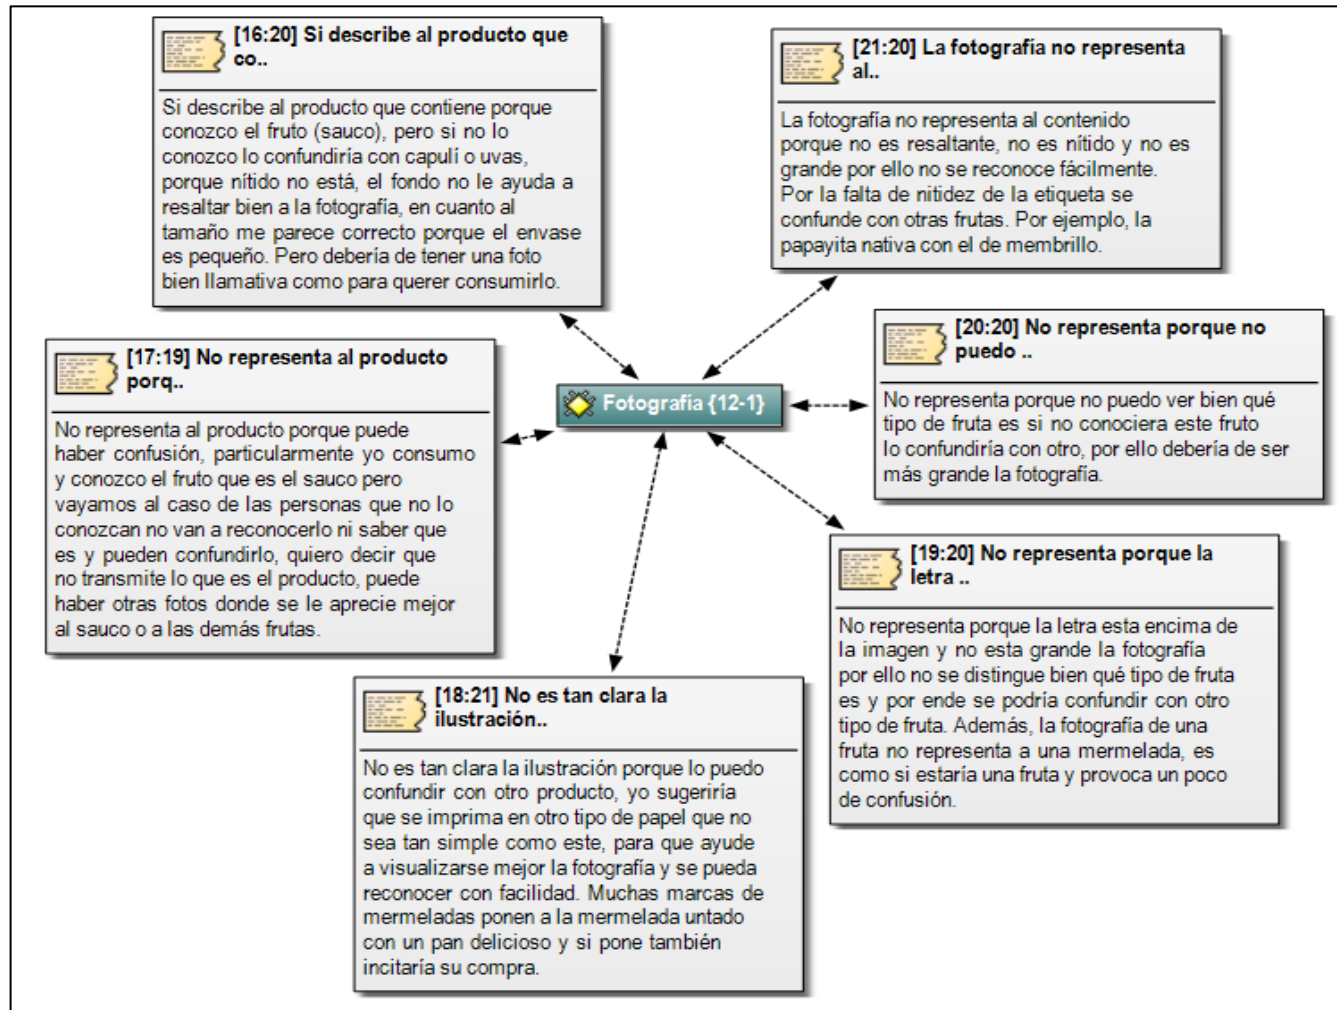 [16:20] Si describe al producto que
co..
Si describe al producto que contiene porque
conozco el fruto (sauco), pero si no lo
conozco lo confundiría con capulí o uvas,
porque nítido no está, el fondo no le ayuda a
resaltar bien a la fotografía, en cuanto al
tamaño me parece correcto porque el envase
es pequeño. Pero debería de tener una foto
bien llamativa como para querer consumirlo.
[21:20] La fotografía no representa
al..
La fotografía no representa al contenido
porque no es resaltante, no es nítido y no es
grande por ello no se reconoce fácilmente.
Por la falta de nitidez de la etiqueta se
confunde con otras frutas. Por ejemplo, la
papayita nativa con el de membrillo.
[17:19] No representa al producto
porq..
No representa al producto porque puede
haber confusión, particularmente yo consumo
y conozco el fruto que es el sauco pero
vayamos al caso de las personas que no lo
conozcan no van a reconocerlo ni saber que
es y pueden confundirlo, quiero decir que
no transmite lo que es el producto, puede
haber otras fotos donde se le aprecie mejor
al sauco o a las demás frutas.
Fotografía {12-1}
[20:20] No representa porque no
puedo ..
No representa porque no puedo ver bien qué
tipo de fruta es si no conociera este fruto
lo confundiría con otro, por ello debería de ser
más grande la fotografía.
[19:20] No representa porque la
letra ..
No representa porque la letra esta encima de
la imagen y no esta grande la fotografía
por ello no se distingue bien qué tipo de fruta
es y por ende se podría confundir con otro
tipo de fruta. Además, la fotografía de una
fruta no representa a una mermelada, es
como si estaría una fruta y provoca un poco
de confusión.
[18:21] No es tan clara la
ilustración..
No es tan clara la ilustración porque lo puedo
confundir con otro producto, yo sugeriría
que se imprima en otro tipo de papel que no
sea tan simple como este, para que ayude
a visualizarse mejor la fotografía y se pueda
reconocer con facilidad. Muchas marcas de
mermeladas ponen a la mermelada untado
con un pan delicioso y si pone también
incitaría su compra.